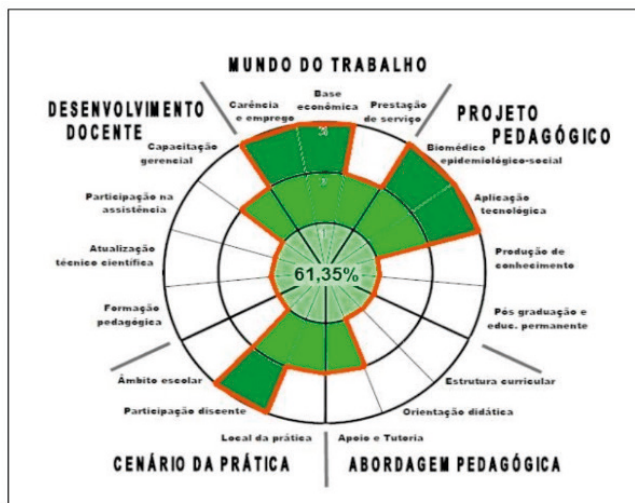 MUNDO DO TRABALHO
DESENVOLVIMENTO
DOCENTE
Carência
e emprego
Base
econômica
Prestação
de serviço
PROJETO
PEDAGÓGICO
Capacitação
gerencial
Biomédico
epidemiológico-social
Participação na
assistência
Aplicação
tecnológica
Atualização
técnico científica
Produção de
conhecimento
61,35%
Formação
pedagógica
Pós graduação e
educ. permanente
Âmbito escolar
Estrutura curricular
Participação discente
Orientação didática
Local da prática
Apoio e Tutoria
CENÁRIO DA PRÁTICA
ABORDAGEM PEDAGÓGICA